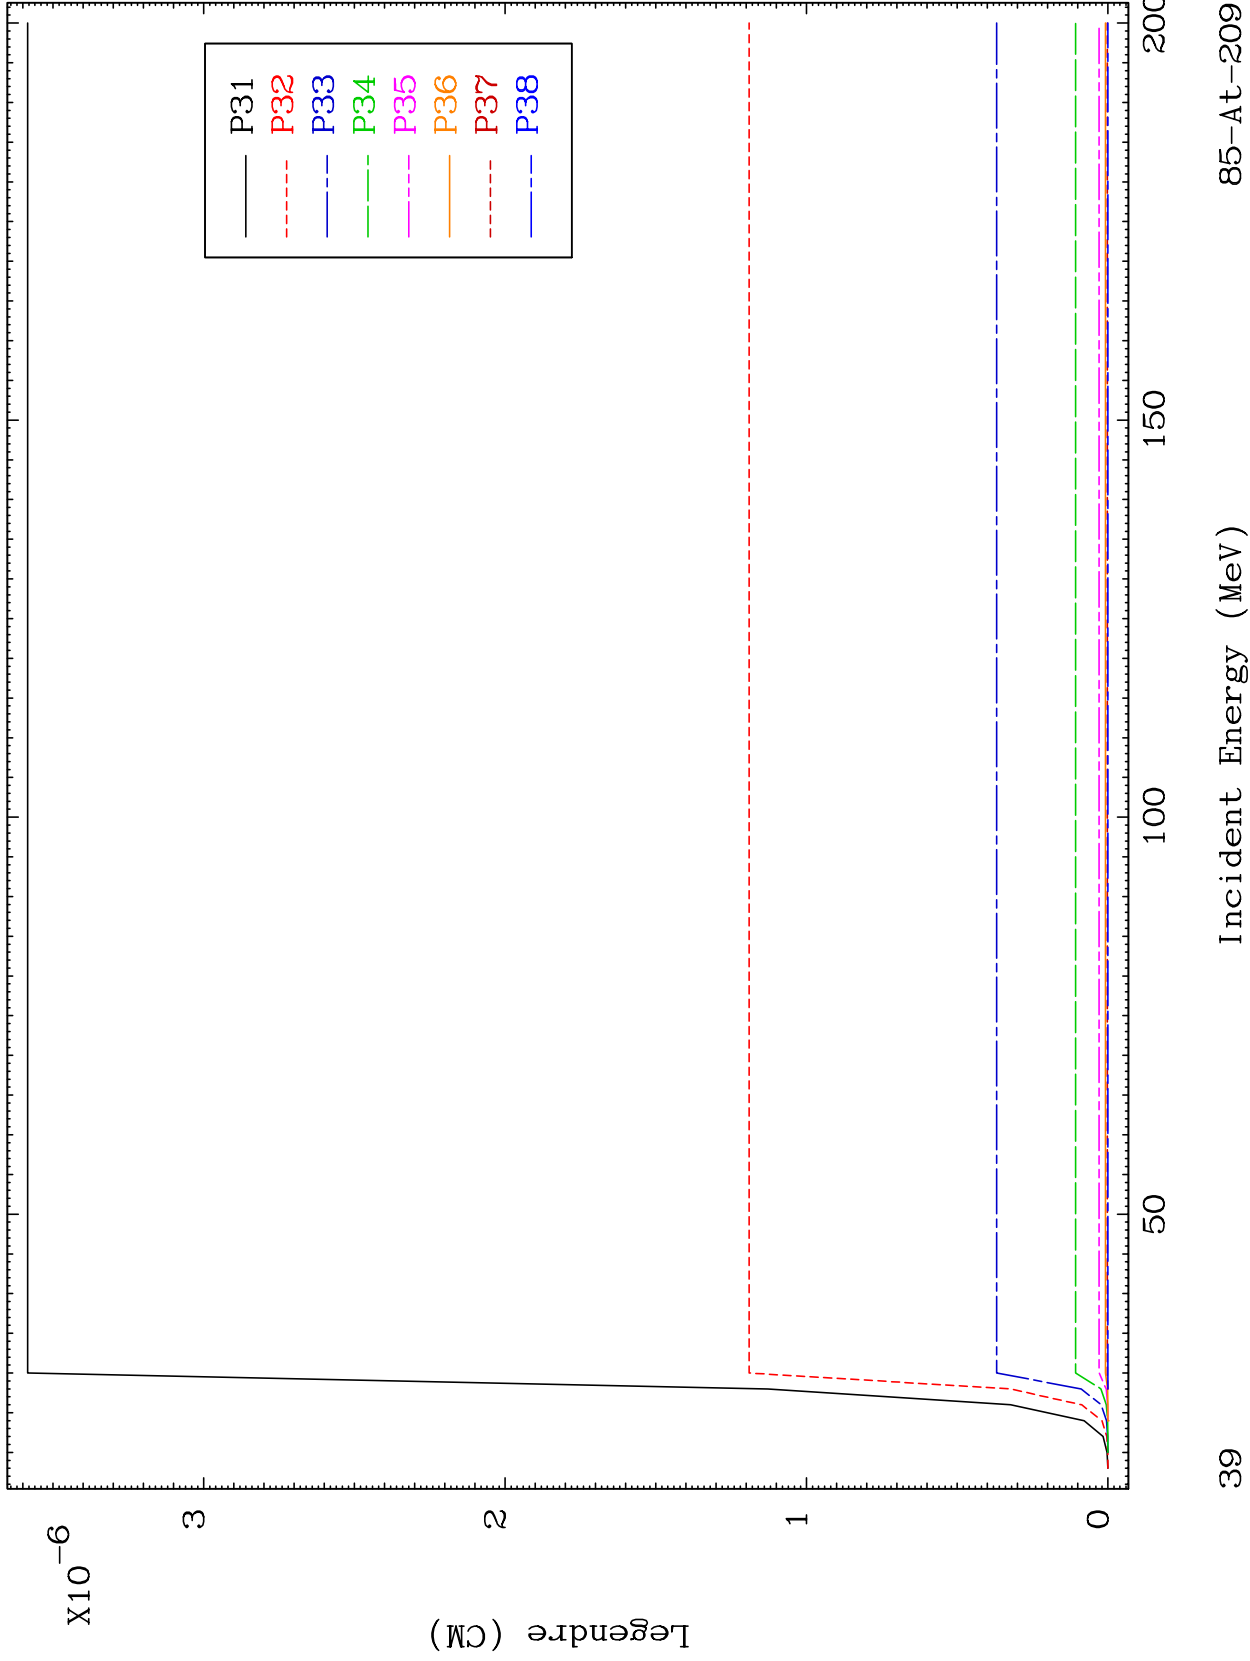 X10-6
Legendre (CM)
3
2
1
0
P31
P32
P33
P34
P35
P36
P37
P38
50
100
150
200
Incident Energy (MeV)
39
85-At-209